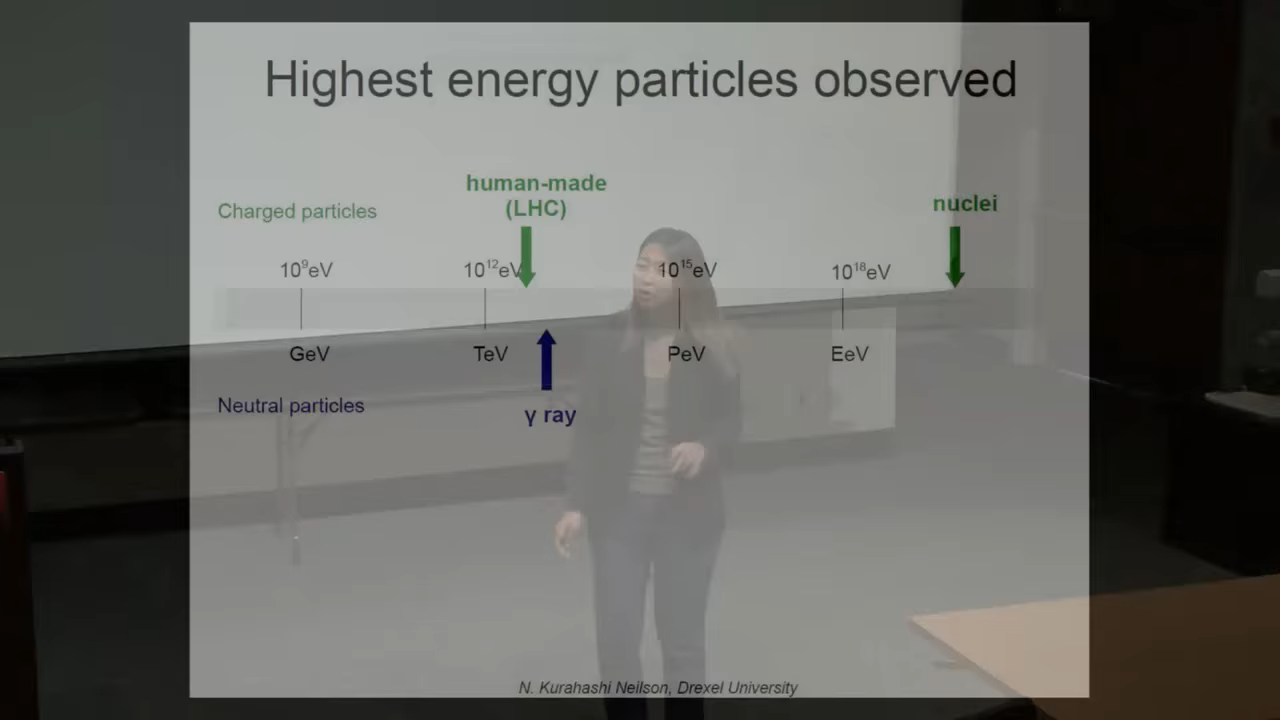 Highest energy particles observed
human-made
(LHC)
Charged particles
nuclei
10⁹eV
10¹²eV
10¹⁵eV
10¹⁸eV
GeV
TeV
PeV
EeV
Neutral particles
γ ray
N. Kurahashi Neilson, Drexel University